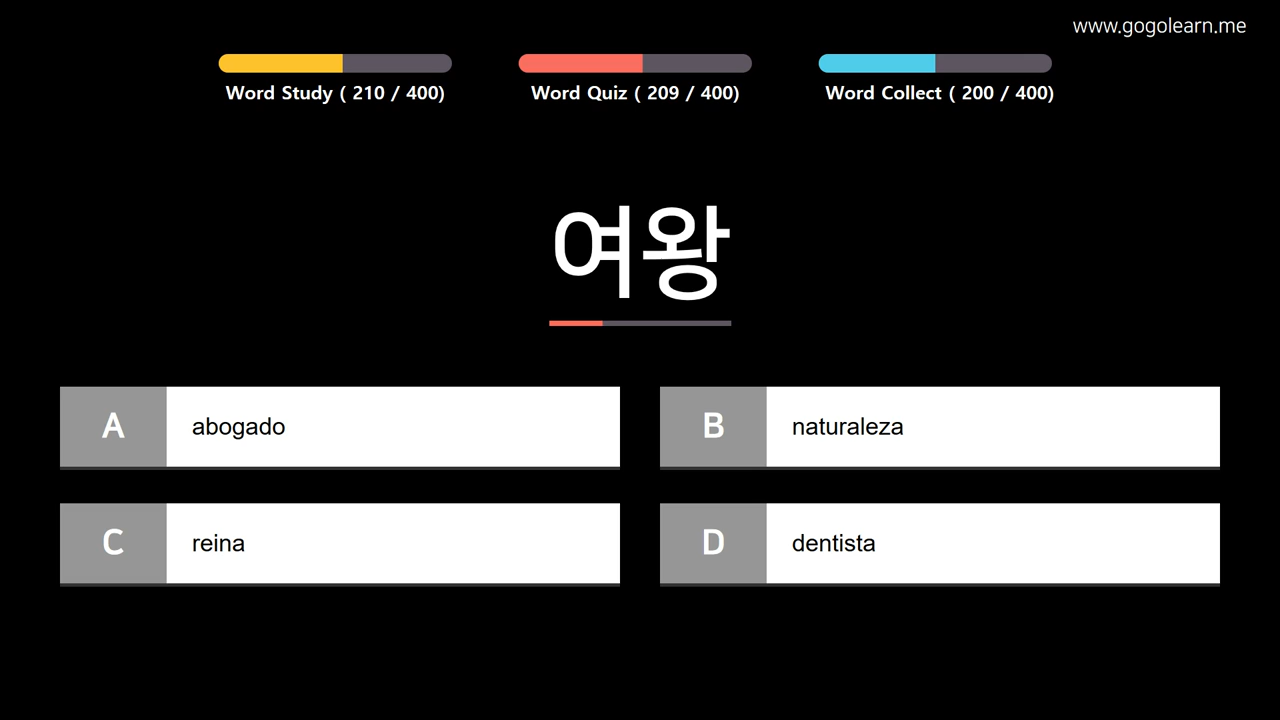 www.gogolearn.me
Word Study ( 210 / 400)
Word Quiz ( 209 / 400)
Word Collect ( 200 / 400)
여왕
A abogado
B naturaleza
C reina
D dentista